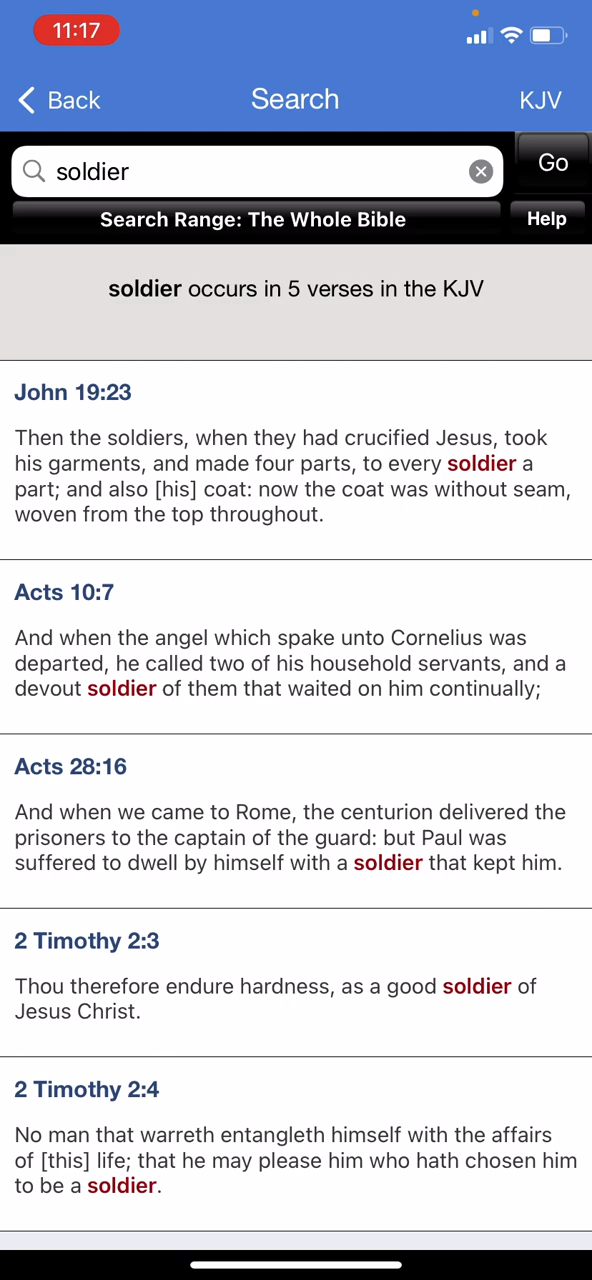 11:17
Back Search KJV
soldier Go
Search Range: The Whole Bible Help
soldier occurs in 5 verses in the KJV
John 19:23
Then the soldiers, when they had crucified Jesus, took
his garments, and made four parts, to every soldier a
part; and also [his] coat: now the coat was without seam,
woven from the top throughout.
Acts 10:7
And when the angel which spake unto Cornelius was
departed, he called two of his household servants, and a
devout soldier of them that waited on him continually;
Acts 28:16
And when we came to Rome, the centurion delivered the
prisoners to the captain of the guard: but Paul was
suffered to dwell by himself with a soldier that kept him.
2 Timothy 2:3
Thou therefore endure hardness, as a good soldier of
Jesus Christ.
2 Timothy 2:4
No man that warreth entangleth himself with the affairs
of [this] life; that he may please him who hath chosen him
to be a soldier.